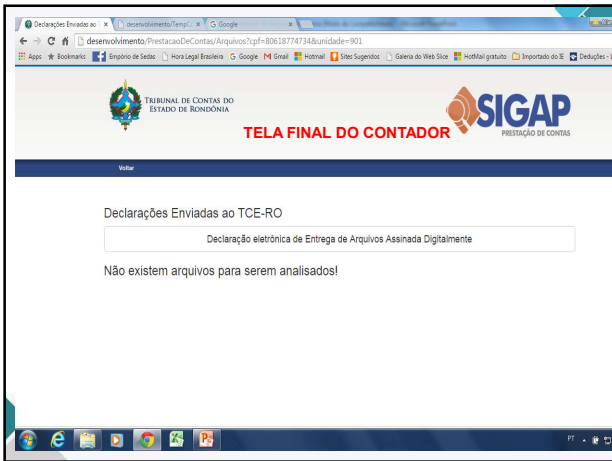 Declarações Enviadas ao
desenvolvimento/TempC
Google
desenvolvimento/PrestacaoDeContas/Arquivos?cpf=80618774734&unidade=901
Apps Bookmarks Empório de Sedas Hora Legal Brasileira Google Gmail Hotmail Sites Sugeridos Galeria do Web Slice HotMail gratuito Importado do IE Deduções -
TRIBUNAL DE CONTAS DO
ESTADO DE RONDÔNIA
SIGAP
TELA FINAL DO CONTADOR
PRESTAÇÃO DE CONTAS
Voltar
Declarações Enviadas ao TCE-RO
Declaração eletrônica de Entrega de Arquivos Assinada Digitalmente
Não existem arquivos para serem analisados!
PT